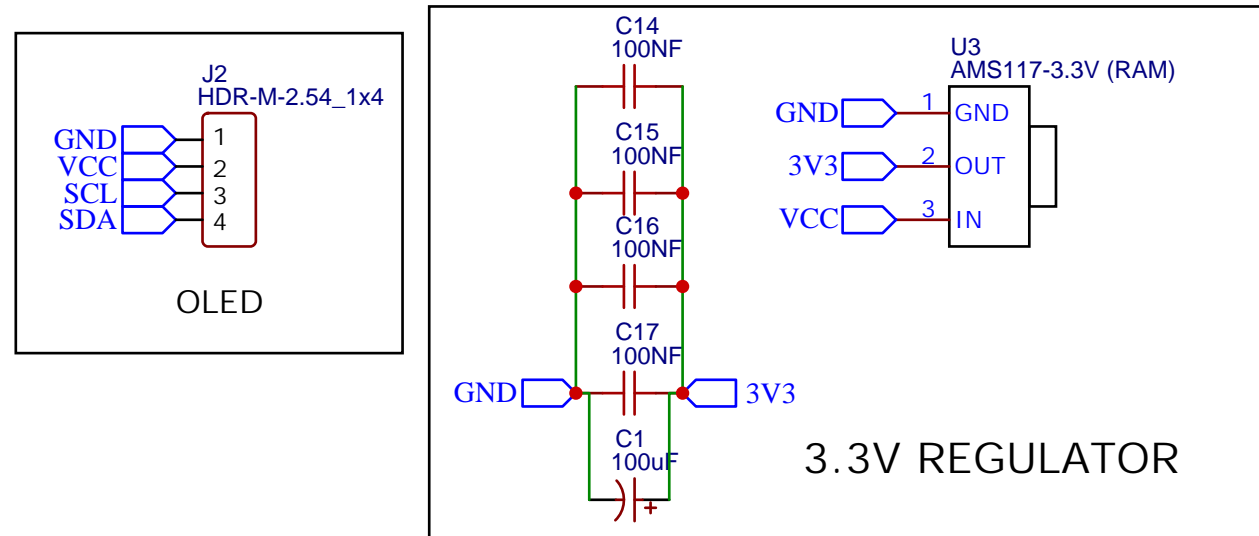 J2
HDR-M-2.54_1x4
GND 1
VCC 2
SCL 3
SDA 4
OLED
C14
100NF
C15
100NF
C16
100NF
C17
100NF
GND 3V3
C1
100uF
+
U3
AMS117-3.3V (RAM)
GND 1 GND
3V3 2 OUT
VCC 3 IN
3.3V REGULATOR